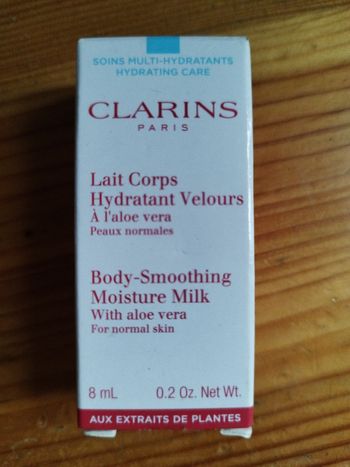 SOINS MULTI-HYDRATANTS
HYDRATING CARE
CLARINS
PARIS
Lait Corps
Hydratant Velours
À l'aloe vera
Peaux normales
Body-Smoothing
Moisture Milk
With aloe vera
For normal skin
8 mL 0.2 Oz. Net Wt.
AUX EXTRAITS DE PLANTES